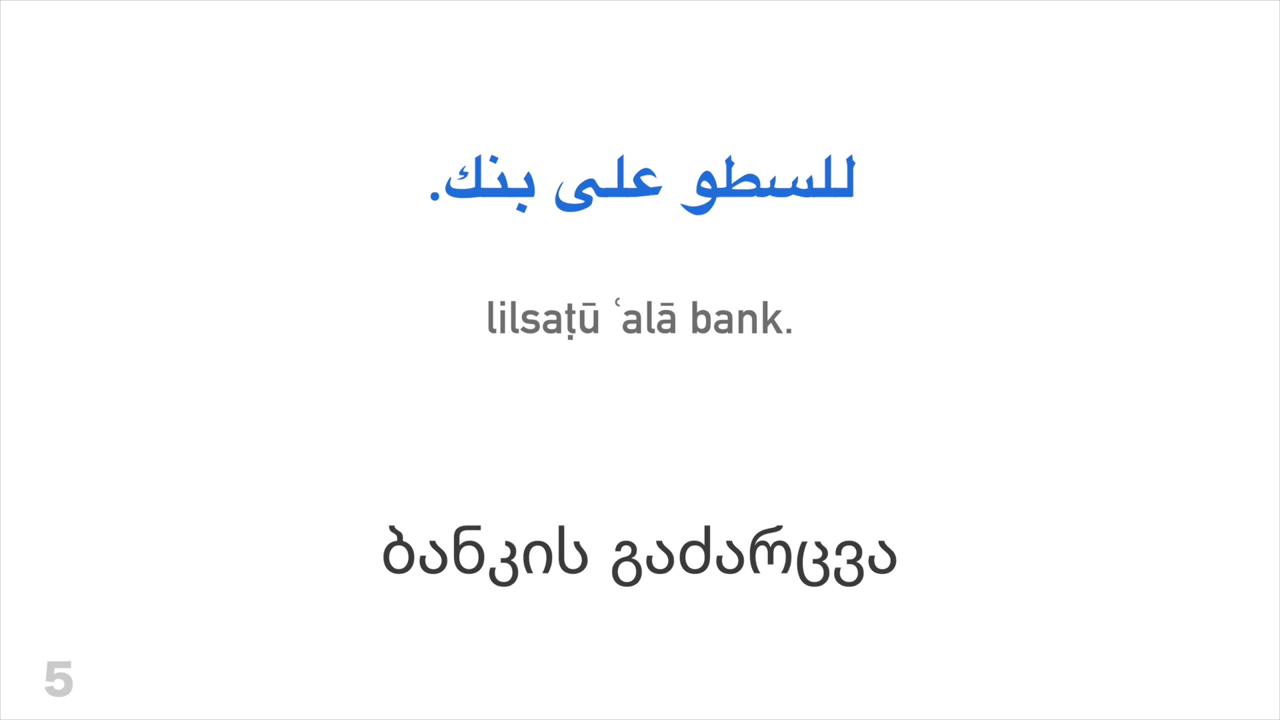 للسطو على بنك.
lilsaṭū ʿalā bank.
ბანკის გაძარცვა
5